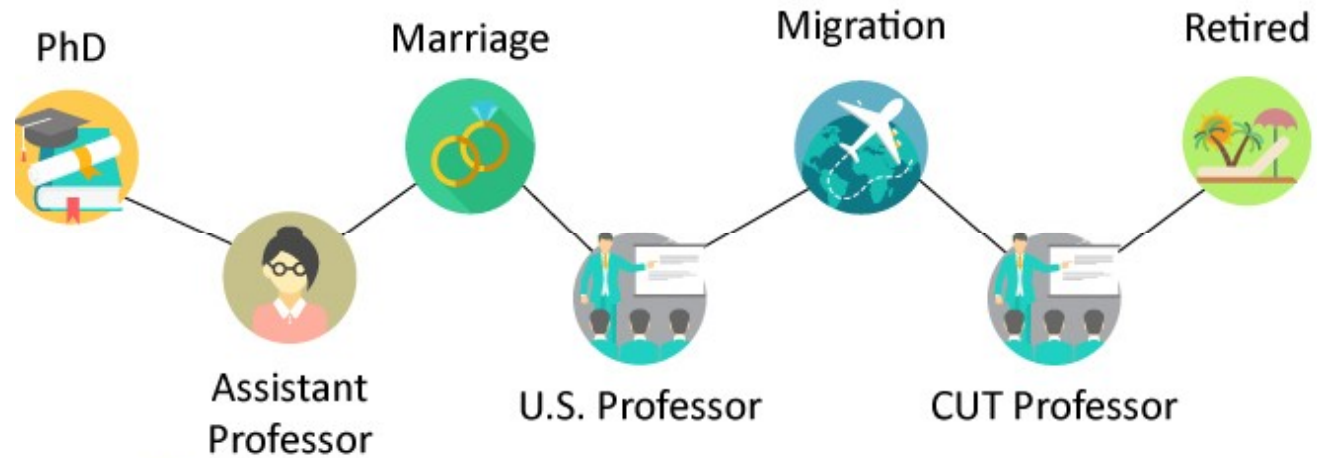 PhD
Assistant
Professor
Marriage
U.S. Professor
Migration
CUT Professor
Retired